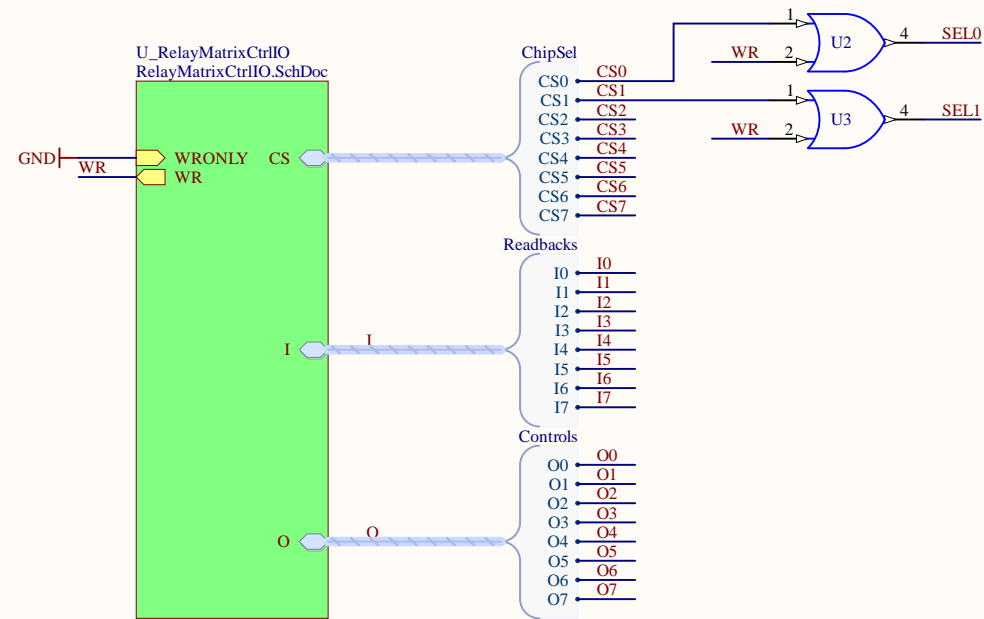 U_RelayMatrixCtrlIO
RelayMatrixCtrlIO.SchDoc
GND
WR
WRONLY
WR
CS
I
O
I
O
ChipSel
CS0 CS0
CS1 CS1
CS2 CS2
CS3 CS3
CS4 CS4
CS5 CS5
CS6 CS6
CS7 CS7
Readbacks
I0 I0
I1 I1
I2 I2
I3 I3
I4 I4
I5 I5
I6 I6
I7 I7
Controls
O0 O0
O1 O1
O2 O2
O3 O3
O4 O4
O5 O5
O6 O6
O7 O7
1
WR 2
U2
4 SEL0
1
WR 2
U3
4 SEL1